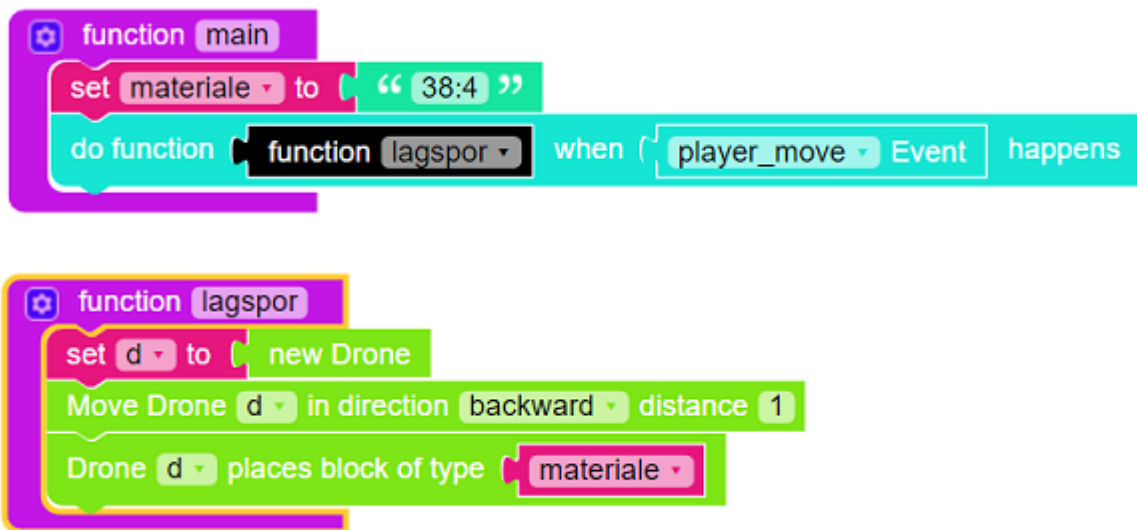 function main
set materiale to “ 38:4 ”
do function function lagspor when player_move Event happens
function lagspor
set d to new Drone
Move Drone d in direction backward distance 1
Drone d places block of type materiale